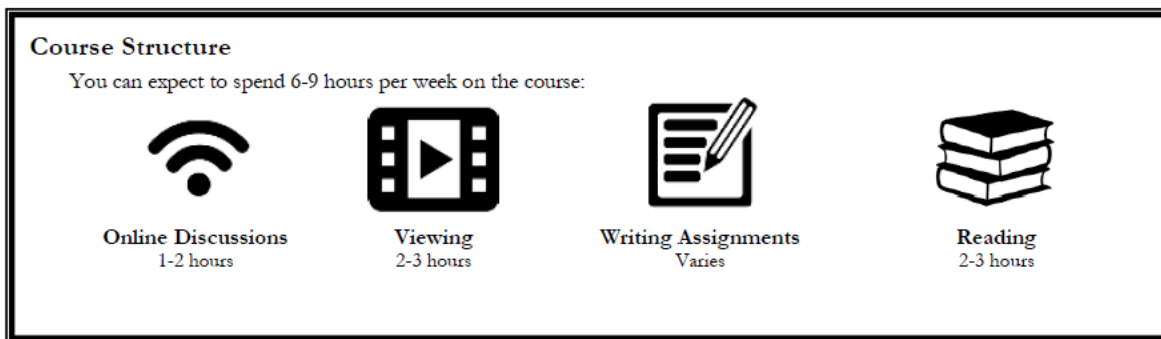 Course Structure
You can expect to spend 6-9 hours per week on the course:
Online Discussions
1-2 hours
Viewing
2-3 hours
Writing Assignments
Varies
Reading
2-3 hours